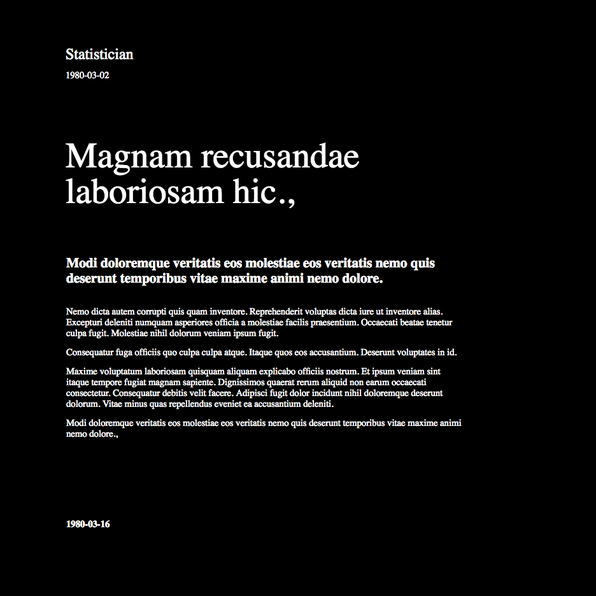 Statistician
1980-03-02
Magnam recusandae
laboriosam hic.,
Modi doloremque veritatis eos molestiae eos veritatis nemo quis
deserunt temporibus vitae maxime animi nemo dolore.
Nemo dicta autem corrupti quis quam inventore. Reprehenderit voluptas dicta iure ut inventore alias.
Excepturi deleniti numquam asperiores officia a molestiae facilis praesentium. Occaecati beatae tenetur
culpa fugit. Molestiae nihil dolorum veniam ipsum fugit.
Consequatur fuga officiis quo culpa culpa atque. Itaque quos eos accusantium. Deserunt voluptates in id.
Maxime voluptatum laboriosam quisquam aliquam explicabo officiis nostrum. Et ipsum veniam sint
itaque tempore fugiat magnam sapiente. Dignissimos quaerat rerum aliquid non earum occaecati
consectetur. Consequatur debitis velit facere. Adipisci fugit dolor incidunt nihil doloremque deserunt
dolorum. Vitae minus quas repellendus eveniet ea accusantium deleniti.
Modi doloremque veritatis eos molestiae eos veritatis nemo quis deserunt temporibus vitae maxime animi
nemo dolore.,
1980-03-16